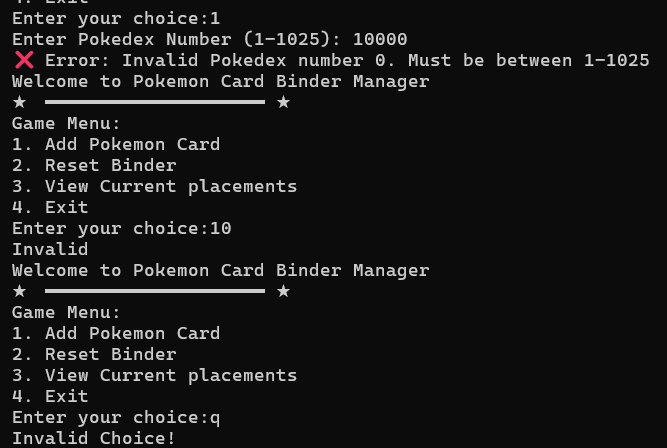 4. Exit
Enter your choice:1
Enter Pokedex Number (1-1025): 10000
❌ Error: Invalid Pokedex number 0. Must be between 1-1025
Welcome to Pokemon Card Binder Manager
★ ━━━━━━━━━━━━━━━━━━━━ ★
Game Menu:
1. Add Pokemon Card
2. Reset Binder
3. View Current placements
4. Exit
Enter your choice:10
Invalid
Welcome to Pokemon Card Binder Manager
★ ━━━━━━━━━━━━━━━━━━━━ ★
Game Menu:
1. Add Pokemon Card
2. Reset Binder
3. View Current placements
4. Exit
Enter your choice:q
Invalid Choice!